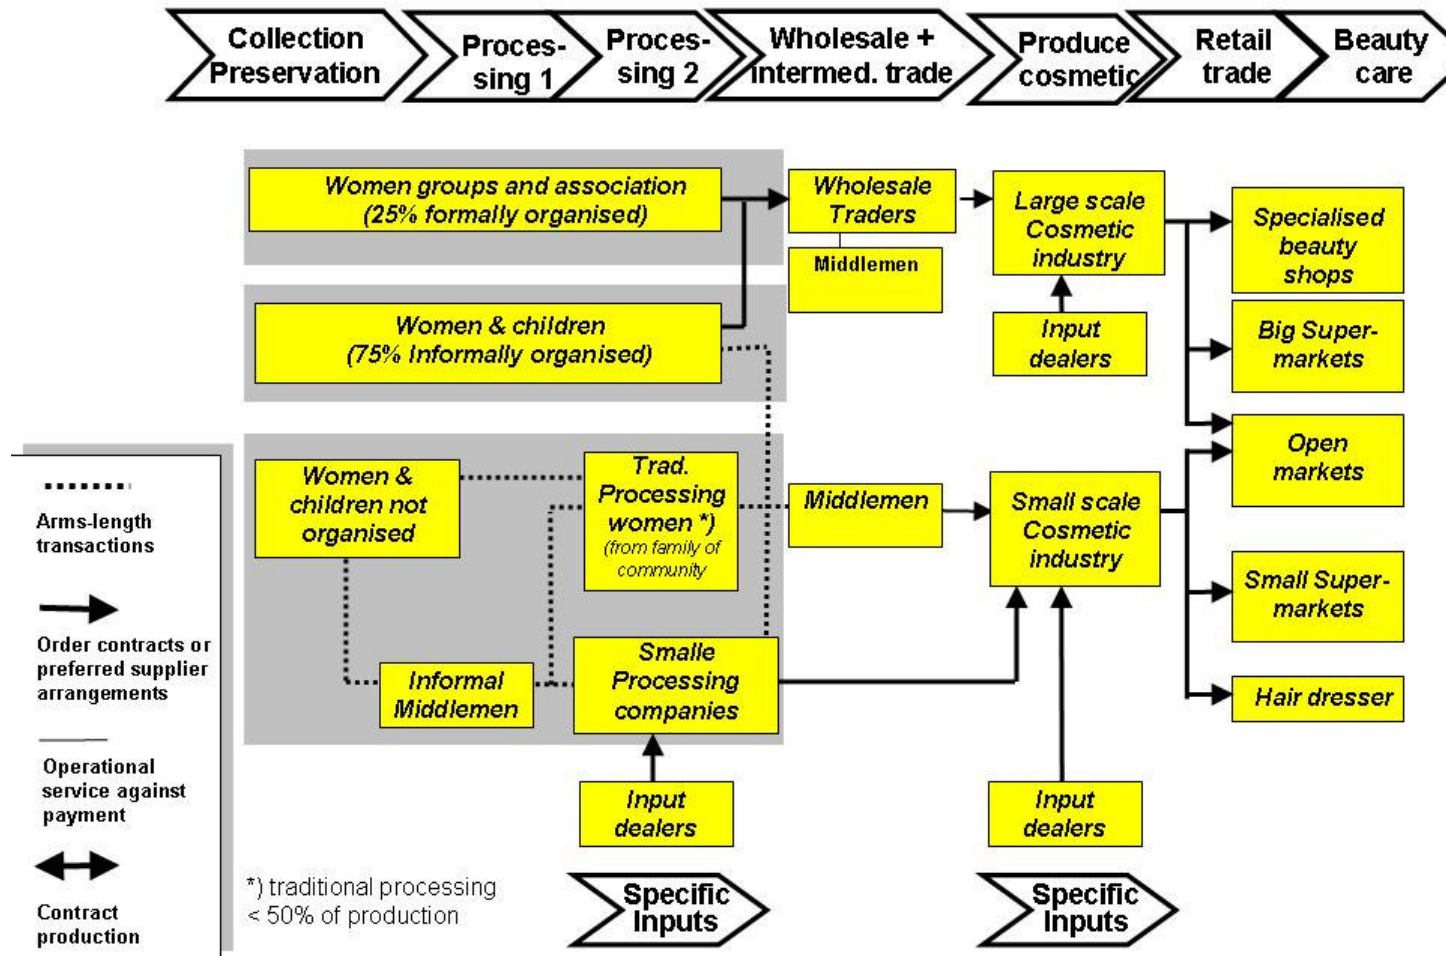 Collection
Preservation
Proces-
sing 1
Proces-
sing 2
Wholesale +
intermed. trade
Produce
cosmetic
Retail
trade
Beauty
care
Women groups and association
(25% formally organised)
Wholesale
Traders
Middlemen
Large scale
Cosmetic
industry
Specialised
beauty
shops
Women & children
(75% Informally organised)
Input
dealers
Big Super-
markets
Open
markets
Women &
children not
organised
Trad.
Processing
women *)
(from family of
community
Middlemen
Small scale
Cosmetic
industry
Small Super-
markets
Informal
Middlemen
Smalle
Processing
companies
Hair dresser
Input
dealers
Input
dealers
Specific
Inputs
Specific
Inputs
Arms-length
transactions
Order contracts or
preferred supplier
arrangements
Operational
service against
payment
Contract
production
*) traditional processing
< 50% of production